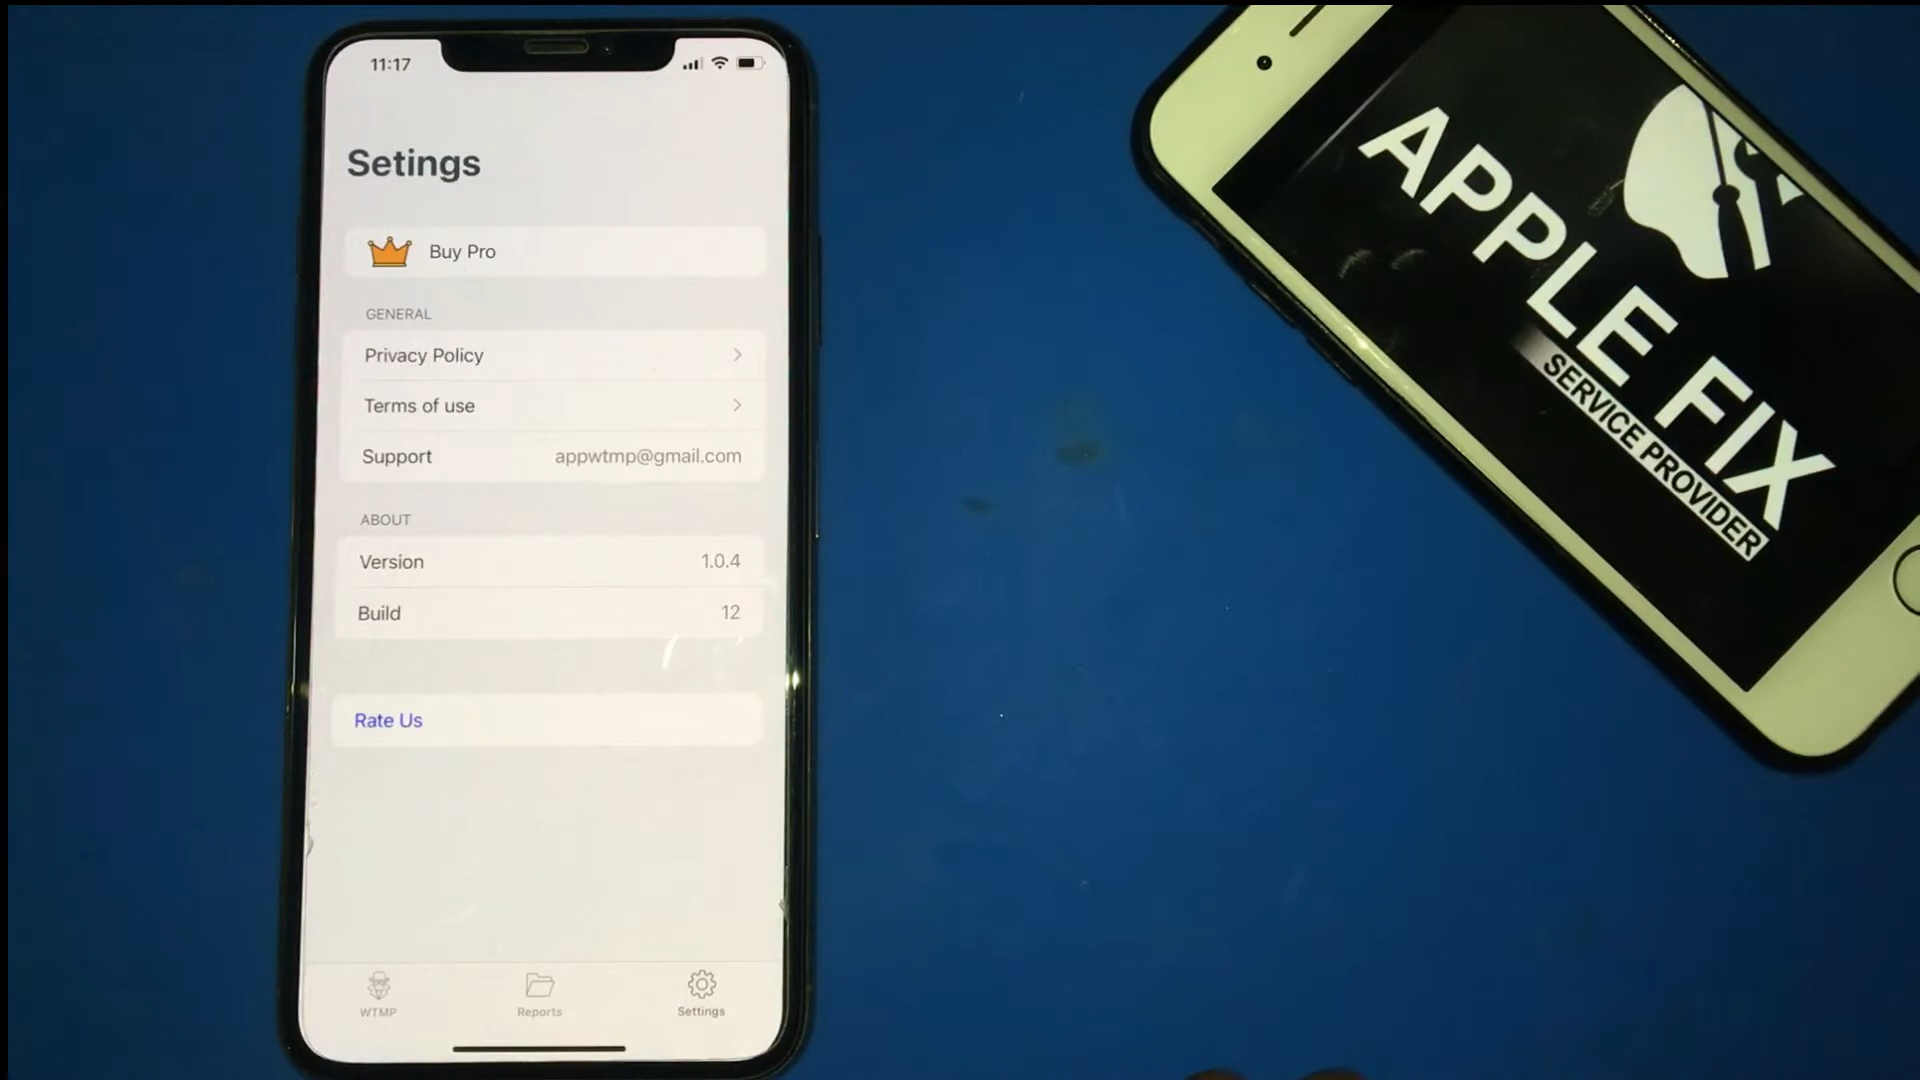 11:17
Setings
Buy Pro
GENERAL
Privacy Policy
Terms of use
Support appwtmp@gmail.com
ABOUT
Version 1.0.4
Build 12
Rate Us
WTMP Reports Settings
APPLE FIX
SERVICE PROVIDER